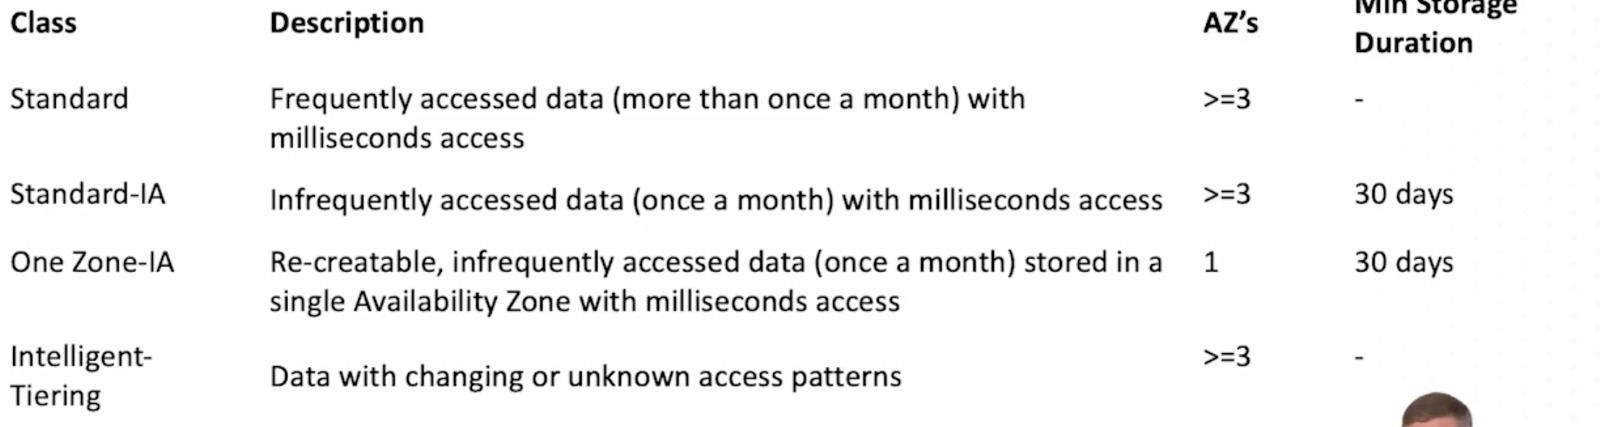 Class Description AZ's Min Storage
Duration
Standard Frequently accessed data (more than once a month) with >=3 -
milliseconds access
Standard-IA Infrequently accessed data (once a month) with milliseconds access >=3 30 days
One Zone-IA Re-creatable, infrequently accessed data (once a month) stored in a 1 30 days
single Availability Zone with milliseconds access
Intelligent- >=3 -
Data with changing or unknown access patterns
Tiering